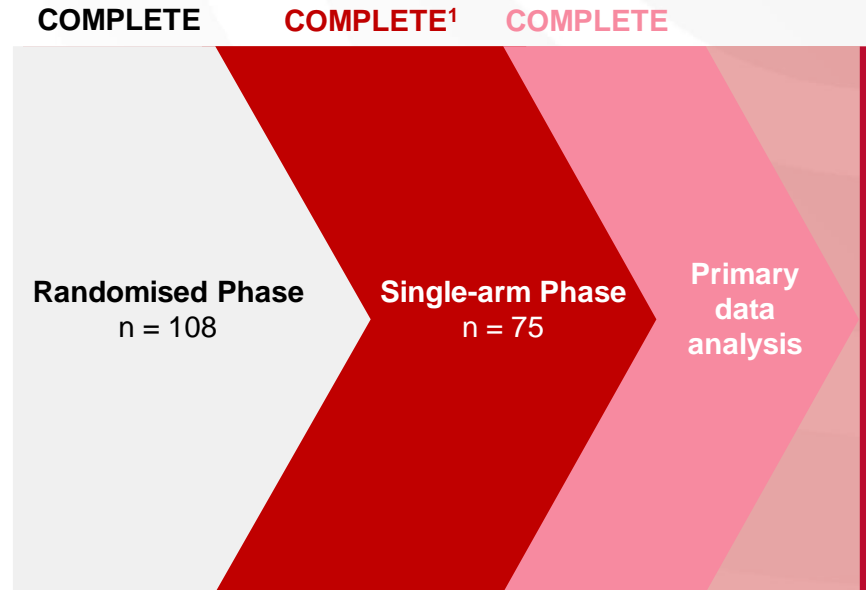 COMPLETE COMPLETE¹ COMPLETE
Randomised Phase
n = 108
Single-arm Phase
n = 75
Primary
data
analysis